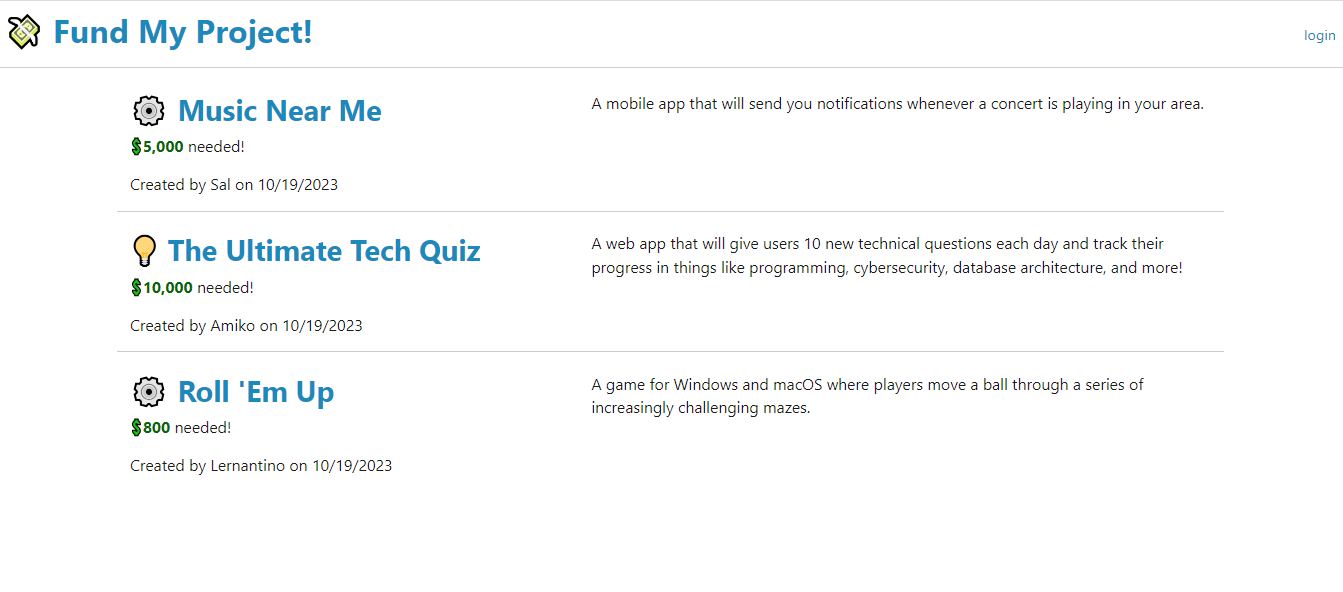 Fund My Project!
login
Music Near Me
$5,000 needed!
Created by Sal on 10/19/2023
A mobile app that will send you notifications whenever a concert is playing in your area.
The Ultimate Tech Quiz
$10,000 needed!
Created by Amiko on 10/19/2023
A web app that will give users 10 new technical questions each day and track their
progress in things like programming, cybersecurity, database architecture, and more!
Roll 'Em Up
$800 needed!
Created by Lernantino on 10/19/2023
A game for Windows and macOS where players move a ball through a series of
increasingly challenging mazes.